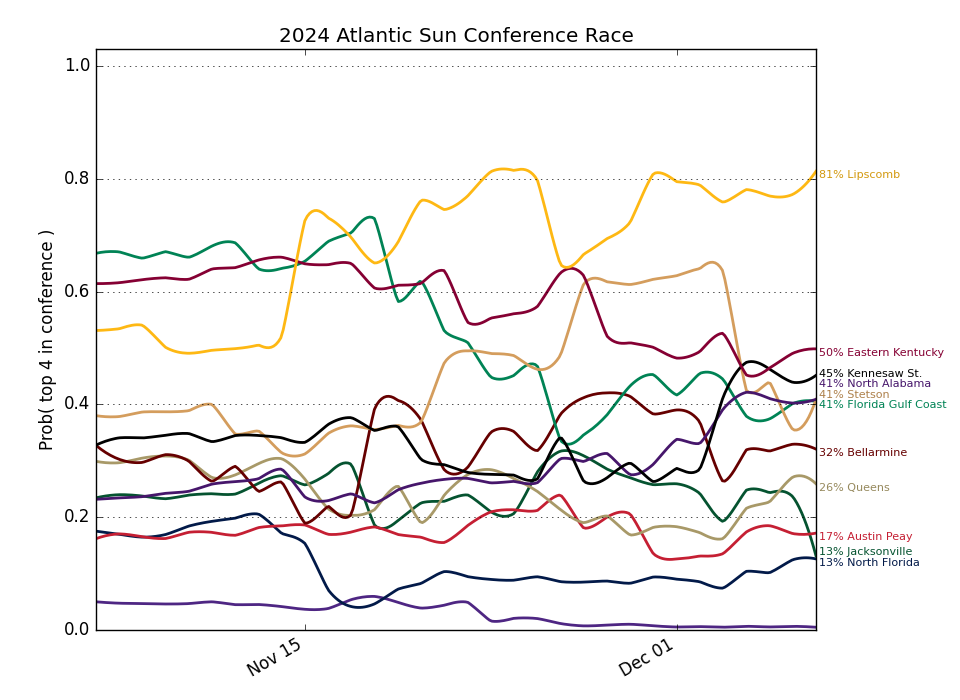 2024 Atlantic Sun Conference Race
Prob( top 4 in conference )
1.0
0.8
0.6
0.4
0.2
0.0
Nov 15
Dec 01
81% Lipscomb
50% Eastern Kentucky
45% Kennesaw St.
41% North Alabama
41% Stetson
41% Florida Gulf Coast
32% Bellarmine
26% Queens
17% Austin Peay
13% Jacksonville
13% North Florida